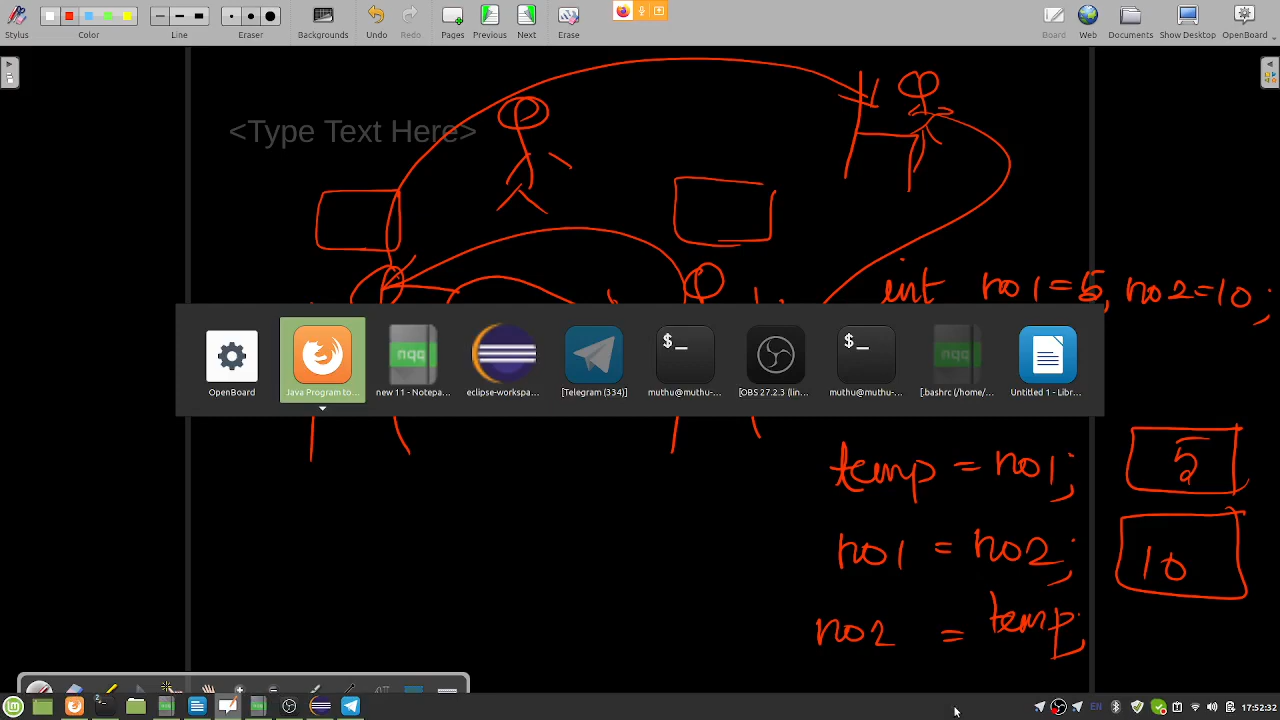 Stylus
Color
Line
Eraser
Backgrounds
Undo
Redo
Pages
Previous
Next
Erase
Board
Web
Documents
Show Desktop
OpenBoard
<Type Text Here>
int no1=5, no2=10;
OpenBoard
Java Program to...
new 11 - Notepa...
eclipse-workspa...
[Telegram (334)]
muthu@muthu-...
[OBS 27.2.3 (lin...
muthu@muthu-...
[.bashrc (/home/...
Untitled 1 - Libr...
temp = no1;
5
no1 = no2;
10
no2 = temp;
EN
17:52:32